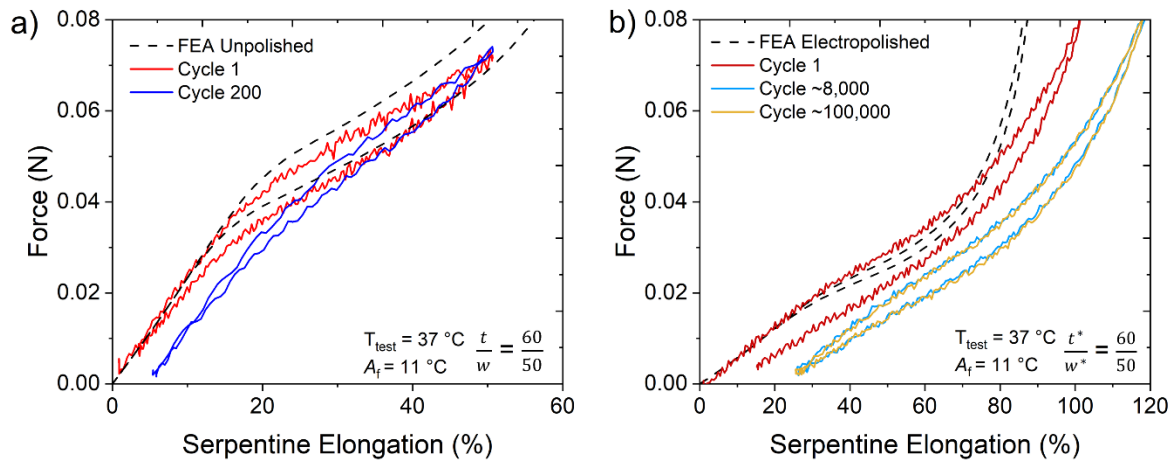 a)
0.08
0.06
0.04
0.02
0.00
Force (N)
FEA Unpolished
Cycle 1
Cycle 200
T_test = 37 °C
A_f = 11 °C
t/w = 60/50
0 20 40 60
Serpentine Elongation (%)
b)
0.08
0.06
0.04
0.02
0.00
Force (N)
FEA Electropolished
Cycle 1
Cycle ~8,000
Cycle ~100,000
T_test = 37 °C
A_f = 11 °C
t*/w* = 60/50
0 20 40 60 80 100 120
Serpentine Elongation (%)